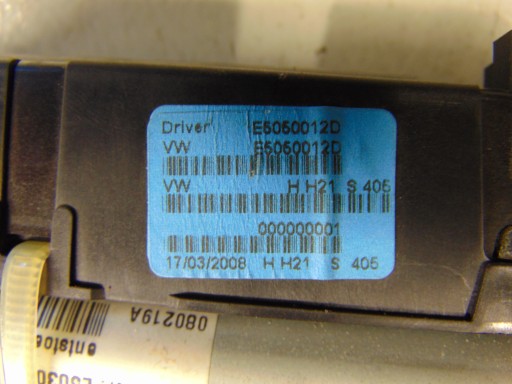 Driver E5050012D
VW E5050012D
VW H H21 S 405
000000001
17/03/2008 H H21 S 405
080219A